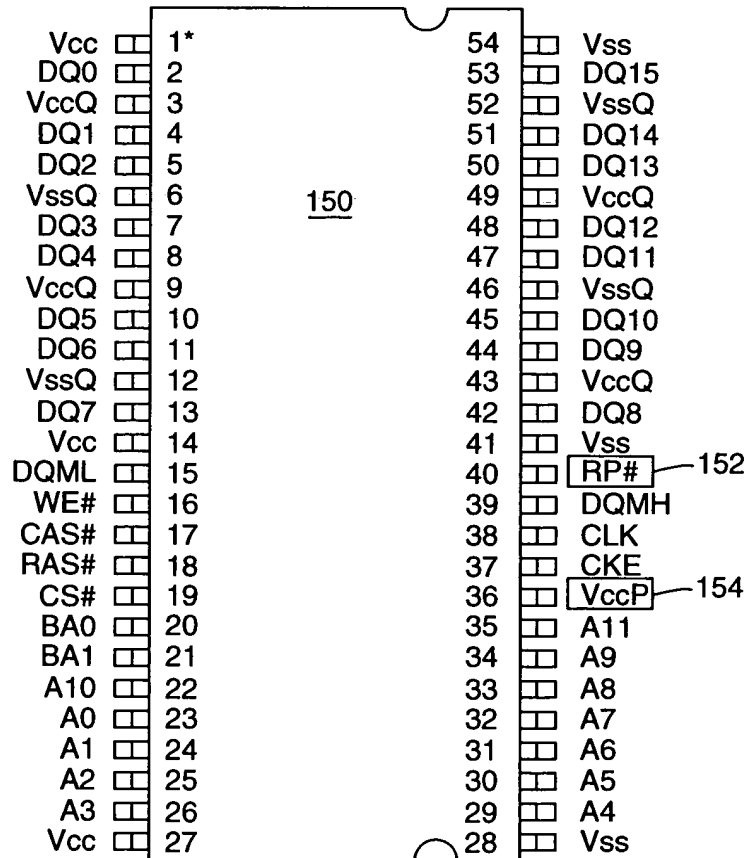 Vcc 1* 54 Vss
DQ0 2 53 DQ15
VccQ 3 52 VssQ
DQ1 4 51 DQ14
DQ2 5 50 DQ13
VssQ 6 150 49 VccQ
DQ3 7 48 DQ12
DQ4 8 47 DQ11
VccQ 9 46 VssQ
DQ5 10 45 DQ10
DQ6 11 44 DQ9
VssQ 12 43 VccQ
DQ7 13 42 DQ8
Vcc 14 41 Vss
DQML 15 40 RP# 152
WE# 16 39 DQMH
CAS# 17 38 CLK
RAS# 18 37 CKE
CS# 19 36 VccP 154
BA0 20 35 A11
BA1 21 34 A9
A10 22 33 A8
A0 23 32 A7
A1 24 31 A6
A2 25 30 A5
A3 26 29 A4
Vcc 27 28 Vss